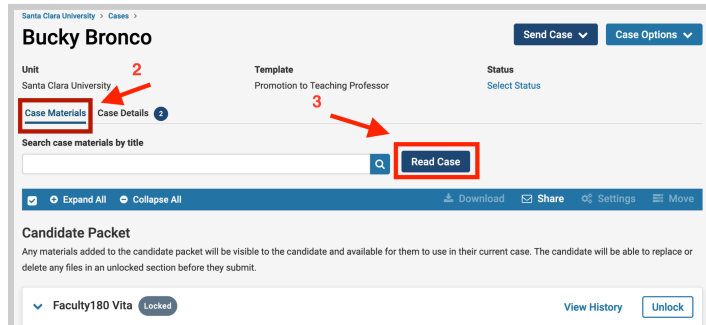 Santa Clara University > Cases >
Bucky Bronco
Send Case
Case Options
Unit
2
Template
Status
Santa Clara University
Promotion to Teaching Professor
Select Status
3
Case Materials
Case Details 2
Search case materials by title
Read Case
Expand All
Collapse All
Download
Share
Settings
Move
Candidate Packet
Any materials added to the candidate packet will be visible to the candidate and available for them to use in their current case. The candidate will be able to replace or
delete any files in an unlocked section before they submit.
Faculty180 Vita
Locked
View History
Unlock